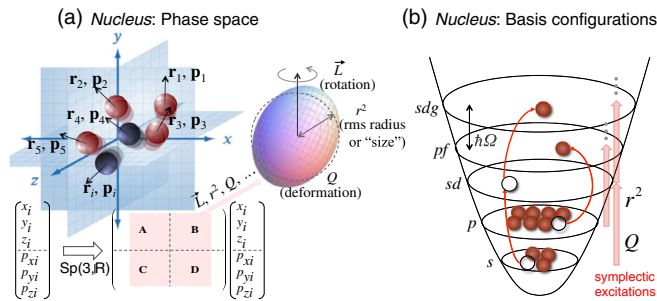 (a) Nucleus: Phase space
y
r₁, p₁
r₂, p₂
r₄, p₄
r₃, p₃
r₅, p₅
x
z
rᵢ, pᵢ
L
(rotation)
r²
(rms radius
or “size”)
Q
(deformation)
L, r², Q, ...
xᵢ
yᵢ
zᵢ
pxᵢ
pyᵢ
pzᵢ
Sp(3,ℝ)
A B
C D
xᵢ
yᵢ
zᵢ
pxᵢ
pyᵢ
pzᵢ
(b) Nucleus: Basis configurations
sdg
ℏΩ
pf
sd
p
s
r²
Q
symplectic
excitations